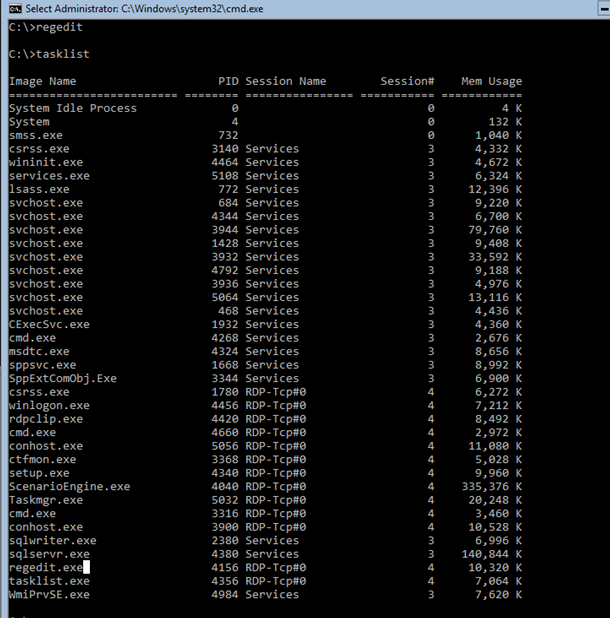 Select Administrator: C:\Windows\system32\cmd.exe
C:\>regedit
C:\>tasklist
Image Name                     PID Session Name        Session#    Mem Usage
========================= ======== ================ =========== ============
System Idle Process              0                            0          4 K
System                           4                            0        132 K
smss.exe                       732                            0      1,040 K
csrss.exe                     3140 Services                   3      4,332 K
wininit.exe                   4464 Services                   3      4,672 K
services.exe                  5108 Services                   3      6,324 K
lsass.exe                      772 Services                   3     12,396 K
svchost.exe                    684 Services                   3      9,220 K
svchost.exe                   4344 Services                   3      6,700 K
svchost.exe                   3944 Services                   3     79,760 K
svchost.exe                   1428 Services                   3      9,408 K
svchost.exe                   3932 Services                   3     33,592 K
svchost.exe                   4792 Services                   3      9,188 K
svchost.exe                   3936 Services                   3      4,976 K
svchost.exe                   5064 Services                   3     13,116 K
svchost.exe                    468 Services                   3      4,436 K
CExecSvc.exe                  1932 Services                   3      4,360 K
cmd.exe                       4268 Services                   3      2,676 K
msdtc.exe                     4324 Services                   3      8,656 K
sppsvc.exe                    1668 Services                   3      8,992 K
SppExtComObj.Exe              3344 Services                   3      6,900 K
csrss.exe                     1780 RDP-Tcp#0                  4      6,272 K
winlogon.exe                  4456 RDP-Tcp#0                  4      7,212 K
rdpclip.exe                   4420 RDP-Tcp#0                  4      8,492 K
cmd.exe                       4660 RDP-Tcp#0                  4      2,972 K
conhost.exe                   5056 RDP-Tcp#0                  4     11,080 K
ctfmon.exe                    3368 RDP-Tcp#0                  4      5,028 K
setup.exe                     4340 RDP-Tcp#0                  4      9,960 K
ScenarioEngine.exe            4040 RDP-Tcp#0                  4    335,376 K
Taskmgr.exe                   5032 RDP-Tcp#0                  4     20,248 K
cmd.exe                       3316 RDP-Tcp#0                  4      3,460 K
conhost.exe                   3900 RDP-Tcp#0                  4     10,528 K
sqlwriter.exe                 2380 Services                   3      6,996 K
sqlservr.exe                  4380 Services                   3    140,844 K
regedit.exe                   4156 RDP-Tcp#0                  4     10,320 K
tasklist.exe                  4356 RDP-Tcp#0                  4      7,064 K
WmiPrvSE.exe                  4984 Services                   3      7,620 K